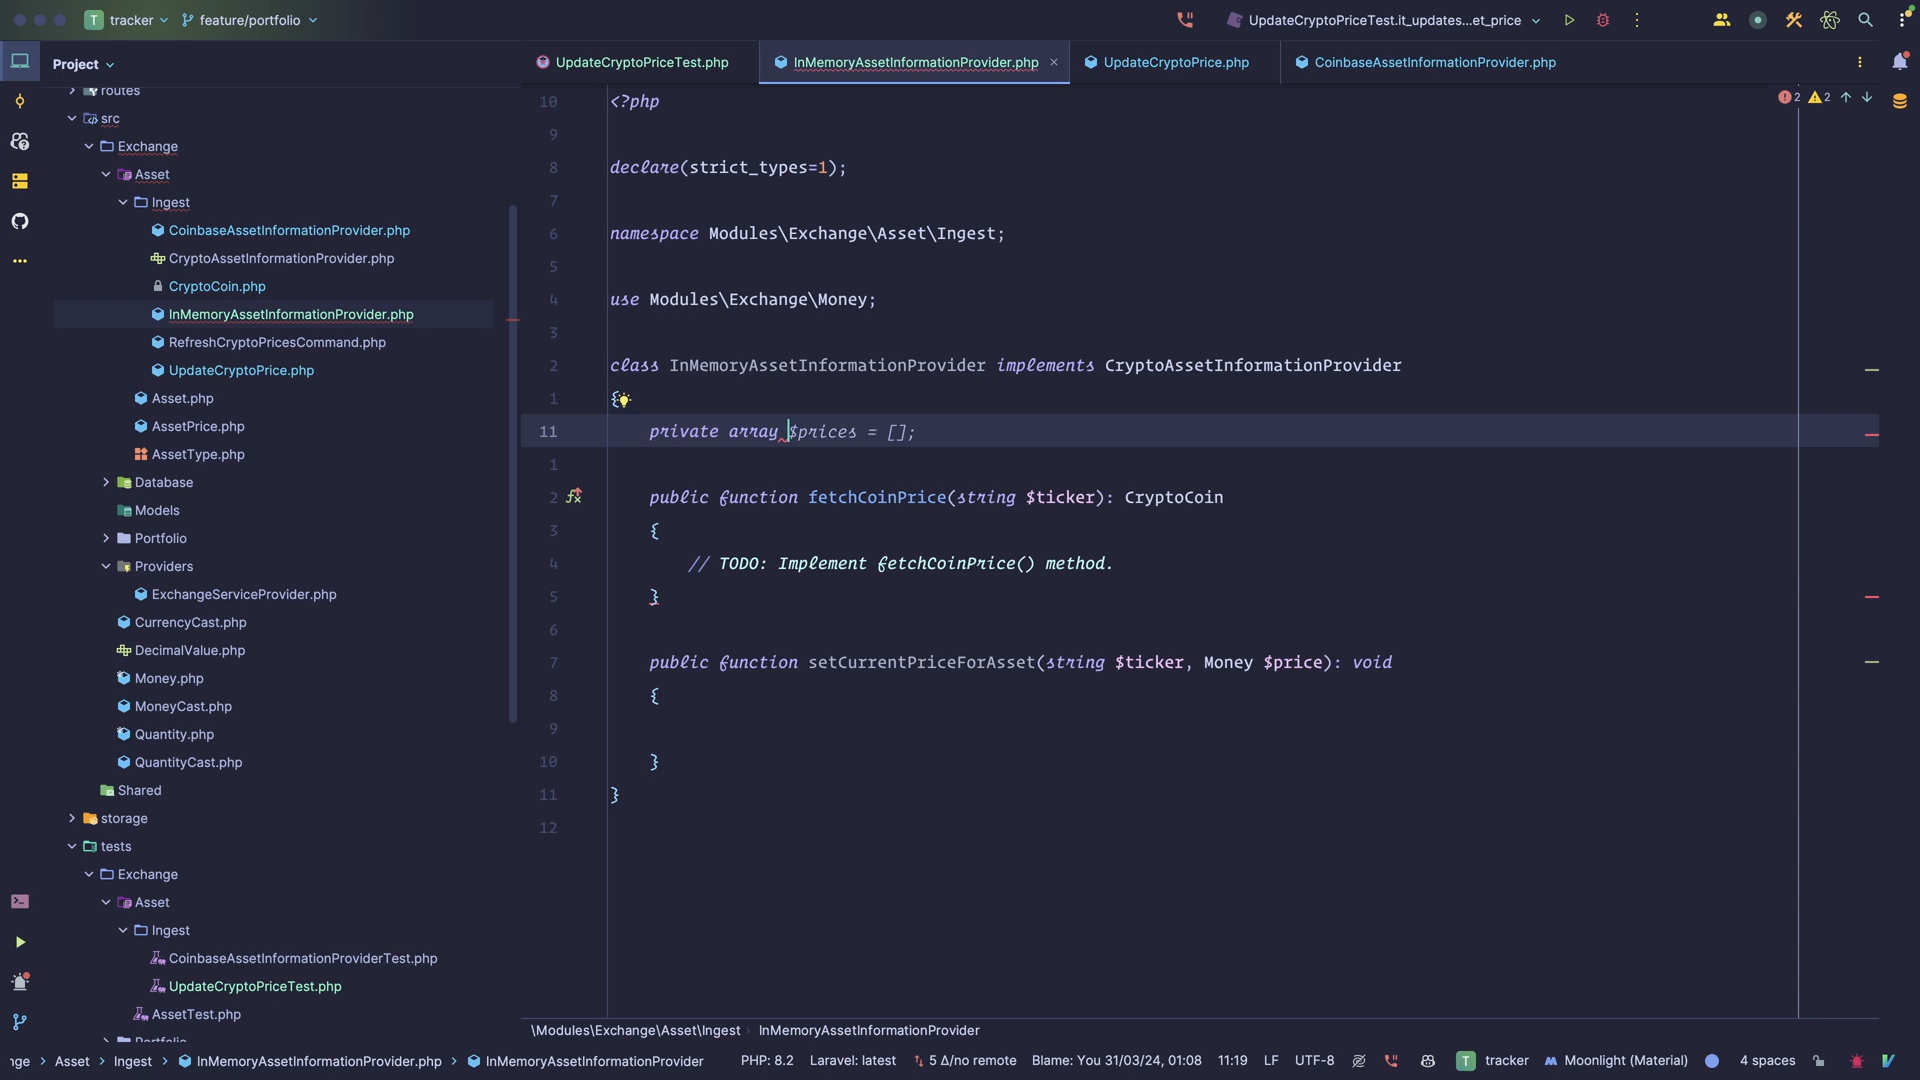 T tracker feature/portfolio UpdateCryptoPriceTest.it_updates...et_price
Project
UpdateCryptoPriceTest.php InMemoryAssetInformationProvider.php UpdateCryptoPrice.php CoinbaseAssetInformationProvider.php
routes
src
Exchange
Asset
Ingest
CoinbaseAssetInformationProvider.php
CryptoAssetInformationProvider.php
CryptoCoin.php
InMemoryAssetInformationProvider.php
RefreshCryptoPricesCommand.php
UpdateCryptoPrice.php
Asset.php
AssetPrice.php
AssetType.php
Database
Models
Portfolio
Providers
ExchangeServiceProvider.php
CurrencyCast.php
DecimalValue.php
Money.php
MoneyCast.php
Quantity.php
QuantityCast.php
Shared
storage
tests
Exchange
Asset
Ingest
CoinbaseAssetInformationProviderTest.php
UpdateCryptoPriceTest.php
AssetTest.php
Portfolio
2 2
10 <?php
9
8 declare(strict_types=1);
7
6 namespace Modules\Exchange\Asset\Ingest;
5
4 use Modules\Exchange\Money;
3
2 class InMemoryAssetInformationProvider implements CryptoAssetInformationProvider
1 {
11 private array $prices = [];
1
2 public function fetchCoinPrice(string $ticker): CryptoCoin
3 {
4 // TODO: Implement fetchCoinPrice() method.
5 }
6
7 public function setCurrentPriceForAsset(string $ticker, Money $price): void
8 {
9
10 }
11 }
12
\Modules\Exchange\Asset\Ingest › InMemoryAssetInformationProvider
nge › Asset › Ingest › InMemoryAssetInformationProvider.php › InMemoryAssetInformationProvider PHP: 8.2 Laravel: latest 5 Δ/no remote Blame: You 31/03/24, 01:08 11:19 LF UTF-8 T tracker Moonlight (Material) 4 spaces